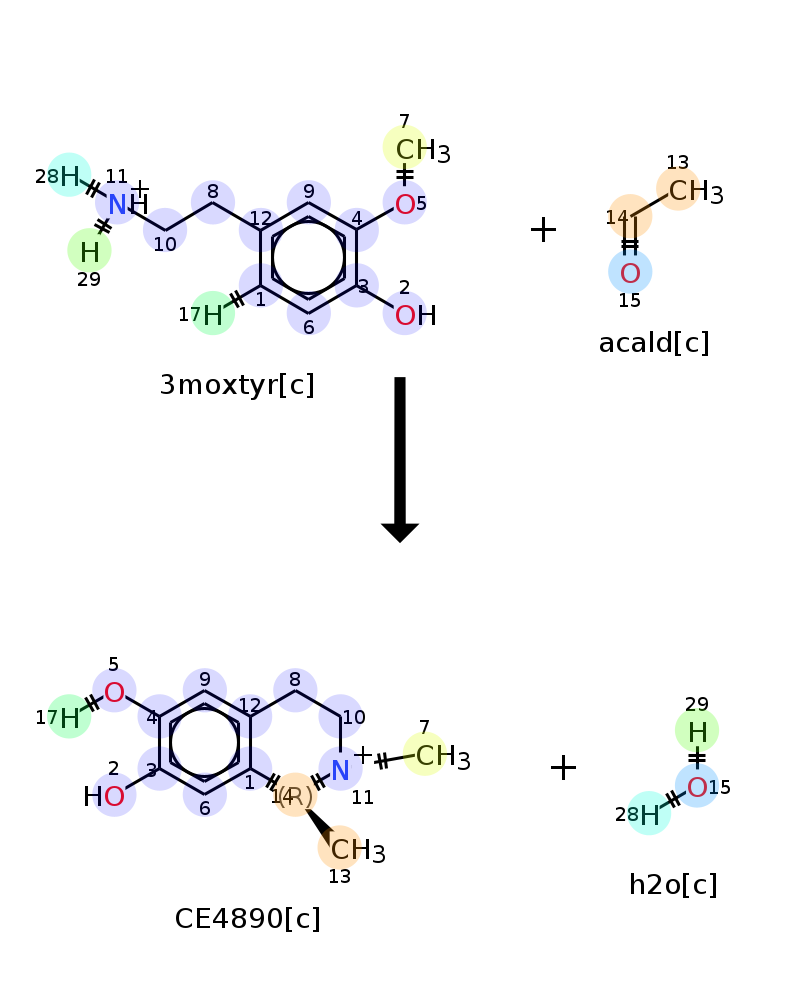 7
CH3
28H 11 + 8 9 13
NH CH3
O5 + 14
H 10 12 4
29 O
1 3 2 15
17H 6 OH
acald[c]
3moxtyr[c]
5 9 8
O 7
17H 4 12 10 29
H
+ CH3
2 3 1 N +
HO 14(R) 11 O15
6 28H
CH3
13 h2o[c]
CE4890[c]